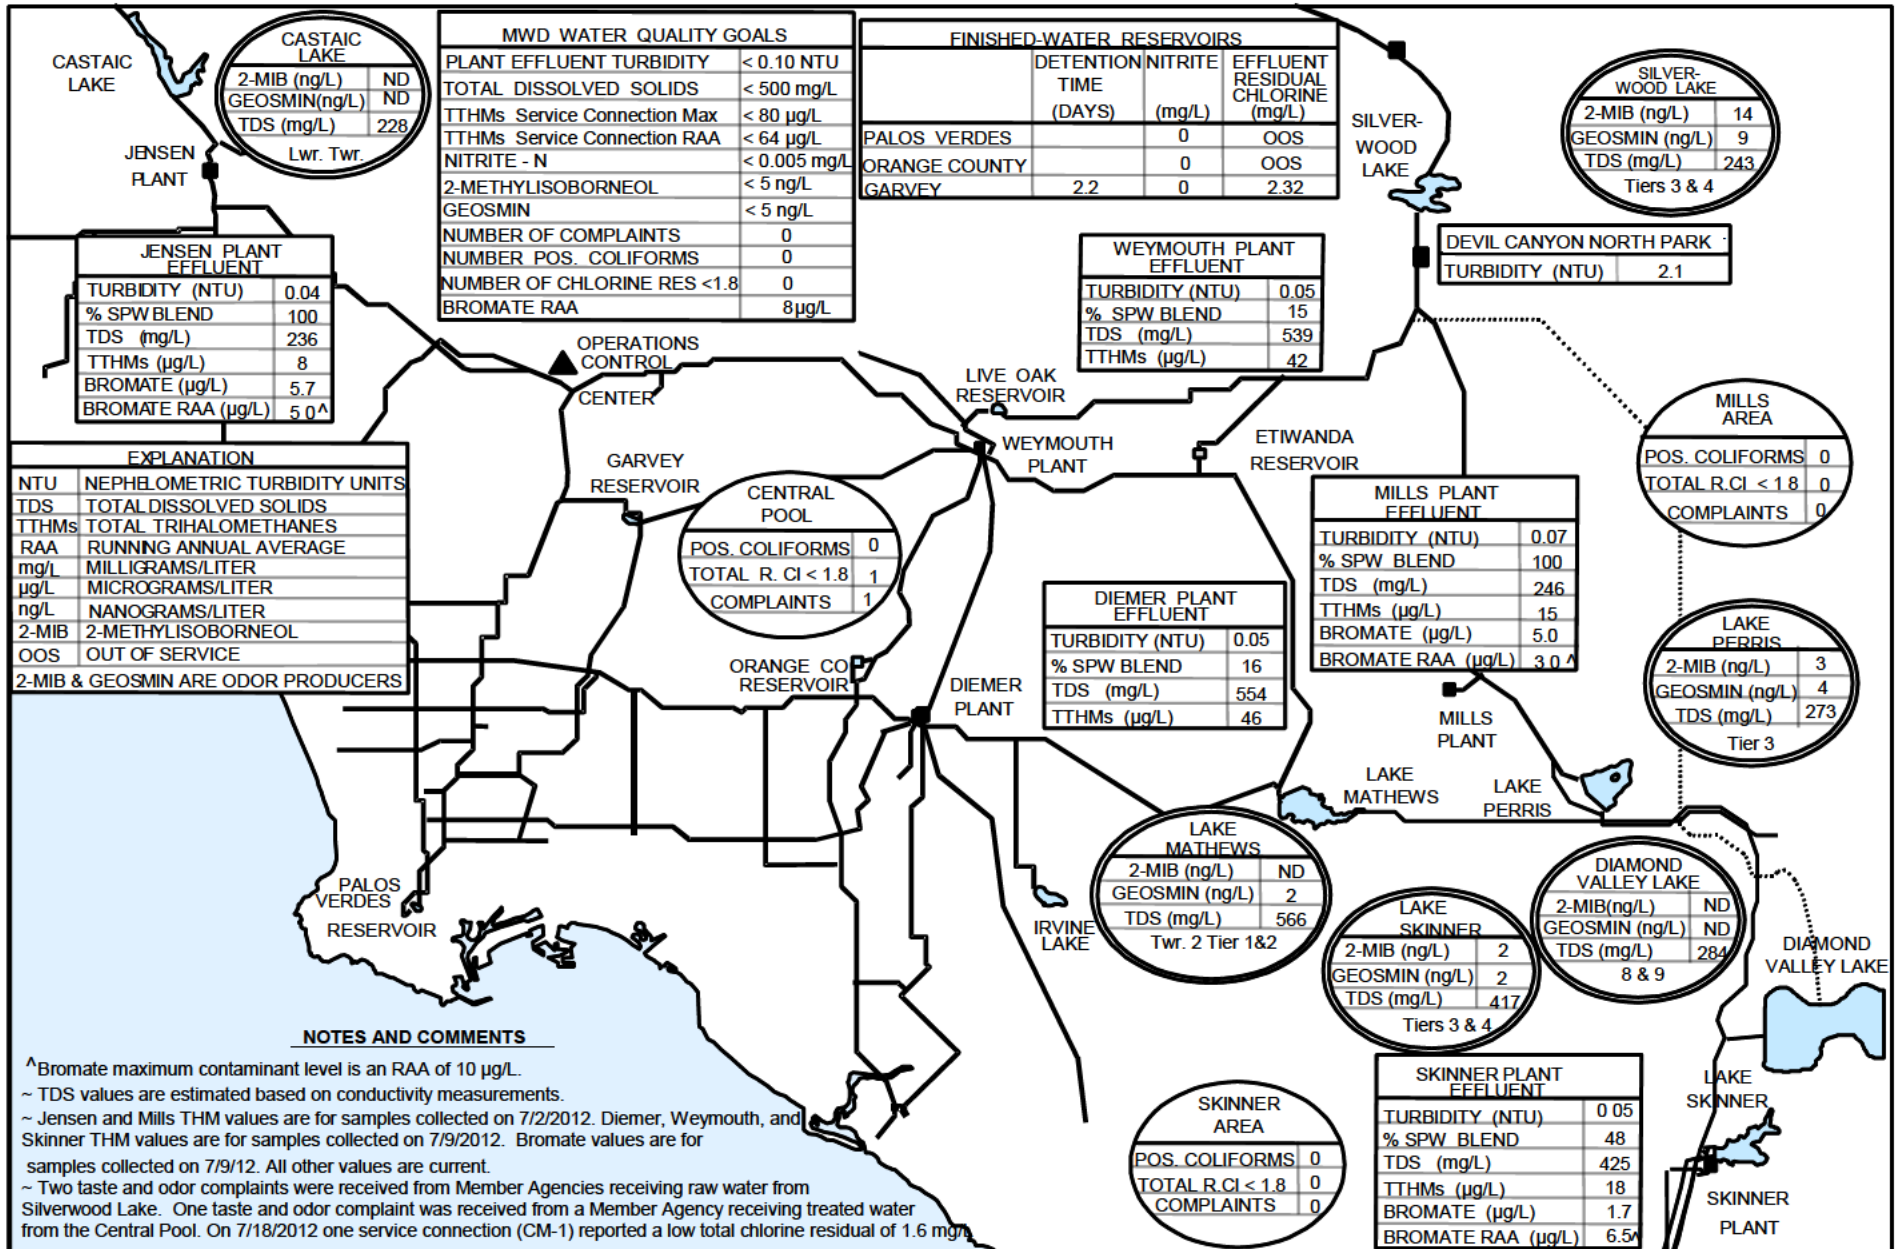 CASTAIC
LAKE
CASTAIC
LAKE
2-MIB (ng/L) ND
GEOSMIN(ng/L) ND
TDS (mg/L) 228
Lwr. Twr.
JENSEN
PLANT
MWD WATER QUALITY GOALS
PLANT EFFLUENT TURBIDITY < 0.10 NTU
TOTAL DISSOLVED SOLIDS < 500 mg/L
TTHMs Service Connection Max < 80 µg/L
TTHMs Service Connection RAA < 64 µg/L
NITRITE - N < 0.005 mg/L
2-METHYLISOBORNEOL < 5 ng/L
GEOSMIN < 5 ng/L
NUMBER OF COMPLAINTS 0
NUMBER POS. COLIFORMS 0
NUMBER OF CHLORINE RES <1.8 0
BROMATE RAA 8µg/L
FINISHED-WATER RESERVOIRS
DETENTION NITRITE EFFLUENT
TIME RESIDUAL
CHLORINE
(DAYS) (mg/L) (mg/L)
PALOS VERDES 0 OOS
ORANGE COUNTY 0 OOS
GARVEY 2.2 0 2.32
SILVER-
WOOD
LAKE
SILVER-
WOOD LAKE
2-MIB (ng/L) 14
GEOSMIN (ng/L) 9
TDS (mg/L) 243
Tiers 3 & 4
DEVIL CANYON NORTH PARK
TURBIDITY (NTU) 2.1
JENSEN PLANT
EFFLUENT
TURBIDITY (NTU) 0.04
% SPW BLEND 100
TDS (mg/L) 236
TTHMs (µg/L) 8
BROMATE (µg/L) 5.7
BROMATE RAA (µg/L) 5 0^
WEYMOUTH PLANT
EFFLUENT
TURBIDITY (NTU) 0.05
% SPW BLEND 15
TDS (mg/L) 539
TTHMs (µg/L) 42
OPERATIONS
CONTROL
CENTER
LIVE OAK
RESERVOIR
WEYMOUTH
PLANT
ETIWANDA
RESERVOIR
MILLS
AREA
POS. COLIFORMS 0
TOTAL R.Cl < 1 8 0
COMPLAINTS 0
EXPLANATION
NTU NEPHELOMETRIC TURBIDITY UNITS
TDS TOTAL DISSOLVED SOLIDS
TTHMs TOTAL TRIHALOMETHANES
RAA RUNNING ANNUAL AVERAGE
mg/L MILLIGRAMS/LITER
µg/L MICROGRAMS/LITER
ng/L NANOGRAMS/LITER
2-MIB 2-METHYLISOBORNEOL
OOS OUT OF SERVICE
2-MIB & GEOSMIN ARE ODOR PRODUCERS
GARVEY
RESERVOIR
CENTRAL
POOL
POS. COLIFORMS 0
TOTAL R. Cl < 1.8 1
COMPLAINTS 1
MILLS PLANT
EFFLUENT
TURBIDITY (NTU) 0.07
% SPW BLEND 100
TDS (mg/L) 246
TTHMs (µg/L) 15
BROMATE (µg/L) 5.0
BROMATE RAA (µg/L) 3 0 ^
DIEMER PLANT
EFFLUENT
TURBIDITY (NTU) 0.05
% SPW BLEND 16
TDS (mg/L) 554
TTHMs (µg/L) 46
LAKE
PERRIS
2-MIB (ng/L) 3
GEOSMIN (ng/L) 4
TDS (mg/L) 273
Tier 3
ORANGE CO
RESERVOIR
DIEMER
PLANT
MILLS
PLANT
LAKE
MATHEWS
LAKE
PERRIS
LAKE
MATHEWS
2-MIB (ng/L) ND
GEOSMIN (ng/L) 2
TDS (mg/L) 566
Twr. 2 Tier 1&2
DIAMOND
VALLEY LAKE
2-MIB(ng/L) ND
GEOSMIN (ng/L) ND
TDS (mg/L) 284
8 & 9
LAKE
SKINNER
2-MIB (ng/L) 2
GEOSMIN (ng/L) 2
TDS (mg/L) 417
Tiers 3 & 4
PALOS
VERDES
RESERVOIR
IRVINE
LAKE
DIAMOND
VALLEY LAKE
NOTES AND COMMENTS
^Bromate maximum contaminant level is an RAA of 10 µg/L.
~ TDS values are estimated based on conductivity measurements.
~ Jensen and Mills THM values are for samples collected on 7/2/2012. Diemer, Weymouth, and
Skinner THM values are for samples collected on 7/9/2012. Bromate values are for
samples collected on 7/9/12. All other values are current.
~ Two taste and odor complaints were received from Member Agencies receiving raw water from
Silverwood Lake. One taste and odor complaint was received from a Member Agency receiving treated water
from the Central Pool. On 7/18/2012 one service connection (CM-1) reported a low total chlorine residual of 1.6 mg/L
SKINNER
AREA
POS. COLIFORMS 0
TOTAL R.Cl < 1.8 0
COMPLAINTS 0
SKINNER PLANT
EFFLUENT
TURBIDITY (NTU) 0 05
% SPW BLEND 48
TDS (mg/L) 425
TTHMs (µg/L) 18
BROMATE (µg/L) 1.7
BROMATE RAA (µg/L) 6.5^
LAKE
SKINNER
SKINNER
PLANT